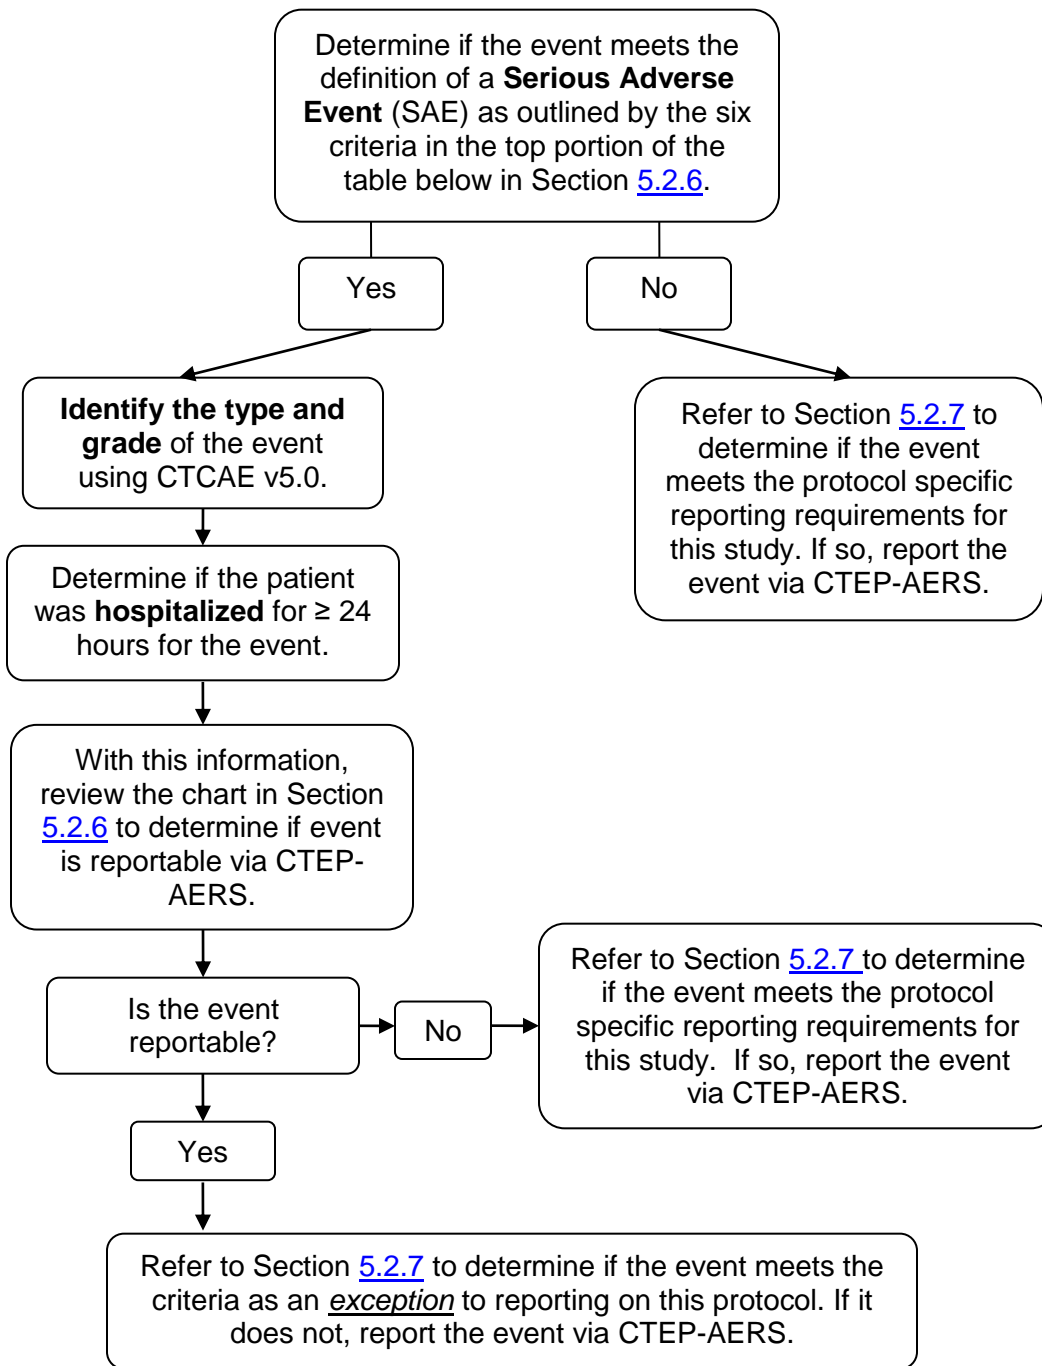 Determine if the event meets the
definition of a Serious Adverse
Event (SAE) as outlined by the six
criteria in the top portion of the
table below in Section 5.2.6.
Yes
No
Identify the type and
grade of the event
using CTCAE v5.0.
Refer to Section 5.2.7 to
determine if the event
meets the protocol specific
reporting requirements for
this study. If so, report the
event via CTEP-AERS.
Determine if the patient
was hospitalized for ≥ 24
hours for the event.
With this information,
review the chart in Section
5.2.6 to determine if event
is reportable via CTEP-
AERS.
Is the event
reportable?
No
Refer to Section 5.2.7 to determine
if the event meets the protocol
specific reporting requirements for
this study.  If so, report the event
via CTEP-AERS.
Yes
Refer to Section 5.2.7 to determine if the event meets the
criteria as an exception to reporting on this protocol. If it
does not, report the event via CTEP-AERS.